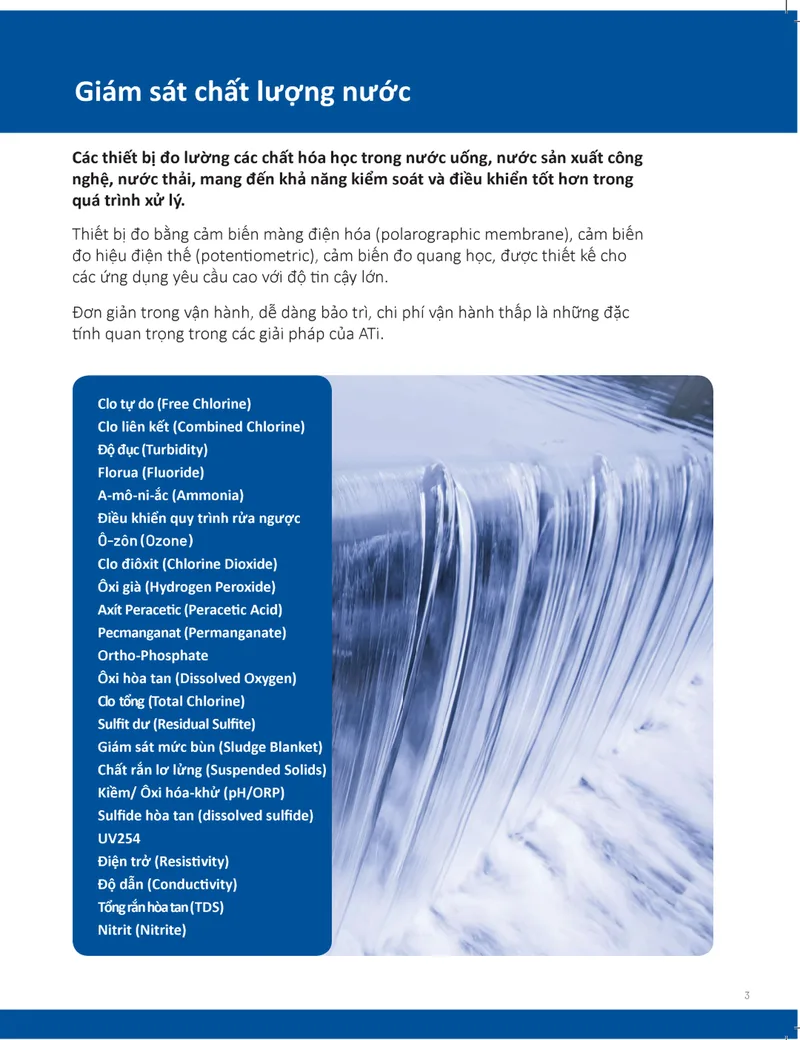 Giám sát chất lượng nước
Các thiết bị đo lường các chất hóa học trong nước uống, nước sản xuất công
nghệ, nước thải, mang đến khả năng kiểm soát và điều khiển tốt hơn trong
quá trình xử lý.
Thiết bị đo bằng cảm biến màng điện hóa (polarographic membrane), cảm biến
đo hiệu điện thế (potentiometric), cảm biến đo quang học, được thiết kế cho
các ứng dụng yêu cầu cao với độ tin cậy lớn.
Đơn giản trong vận hành, dễ dàng bảo trì, chi phí vận hành thấp là những đặc
tính quan trọng trong các giải pháp của ATi.
Clo tự do (Free Chlorine)
Clo liên kết (Combined Chlorine)
Độ đục (Turbidity)
Florua (Fluoride)
A-mô-ni-ắc (Ammonia)
Điều khiển quy trình rửa ngược
Ô-zôn (Ozone)
Clo điôxit (Chlorine Dioxide)
Ôxi già (Hydrogen Peroxide)
Axít Peracetic (Peracetic Acid)
Pecmanganat (Permanganate)
Ortho-Phosphate
Ôxi hòa tan (Dissolved Oxygen)
Clo tổng (Total Chlorine)
Sulfit dư (Residual Sulfite)
Giám sát mức bùn (Sludge Blanket)
Chất rắn lơ lửng (Suspended Solids)
Kiềm/ Ôxi hóa-khử (pH/ORP)
Sulfide hòa tan (dissolved sulfide)
UV254
Điện trở (Resistivity)
Độ dẫn (Conductivity)
Tổng rắn hòa tan (TDS)
Nitrit (Nitrite)
3